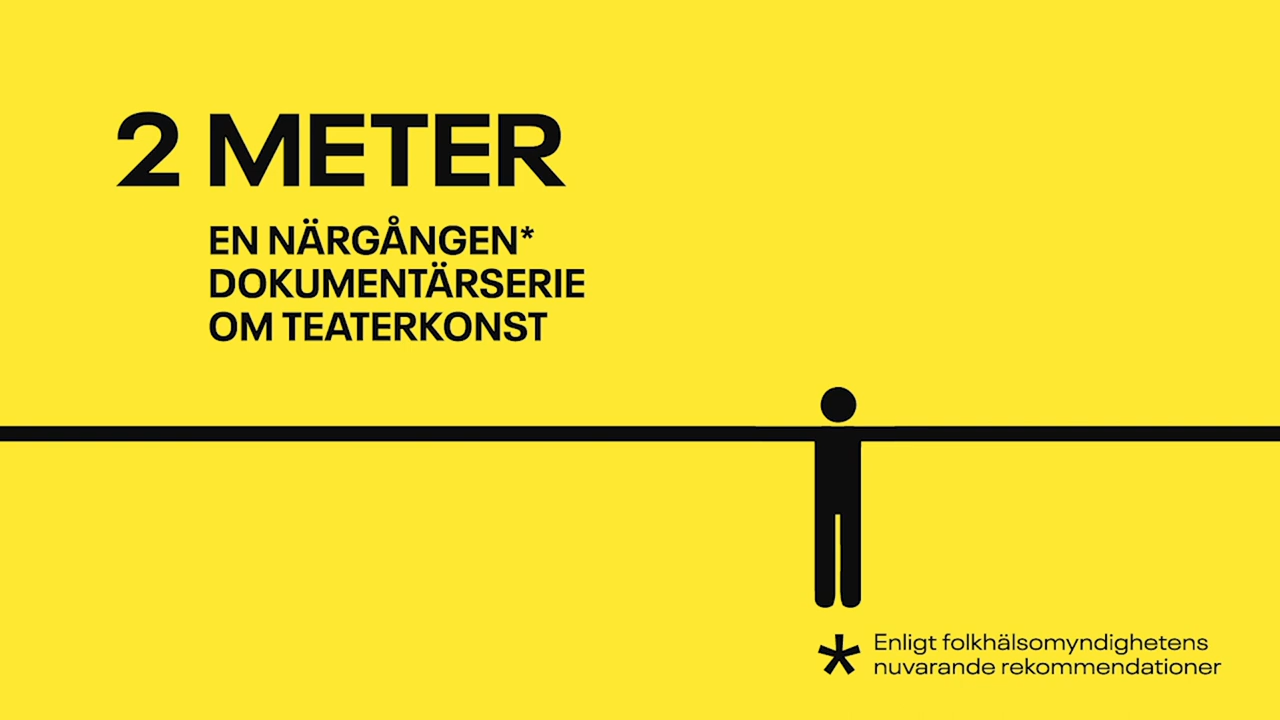 2 METER
EN NÄRGÅNGEN*
DOKUMENTÄRSERIE
OM TEATERKONST
* Enligt folkhälsomyndighetens
nuvarande rekommendationer